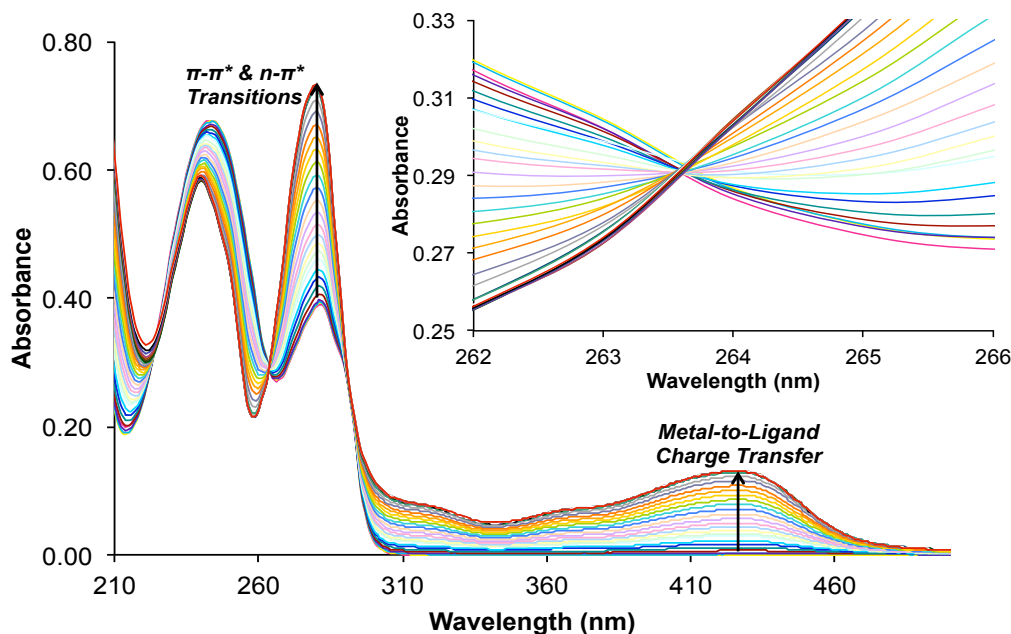 0.80
0.60
0.40
0.20
0.00
Absorbance
210
260
310
360
410
460
Wavelength (nm)
π-π* & n-π*
Transitions
Metal-to-Ligand
Charge Transfer
0.33
0.31
0.29
0.27
0.25
Absorbance
262
263
264
265
266
Wavelength (nm)